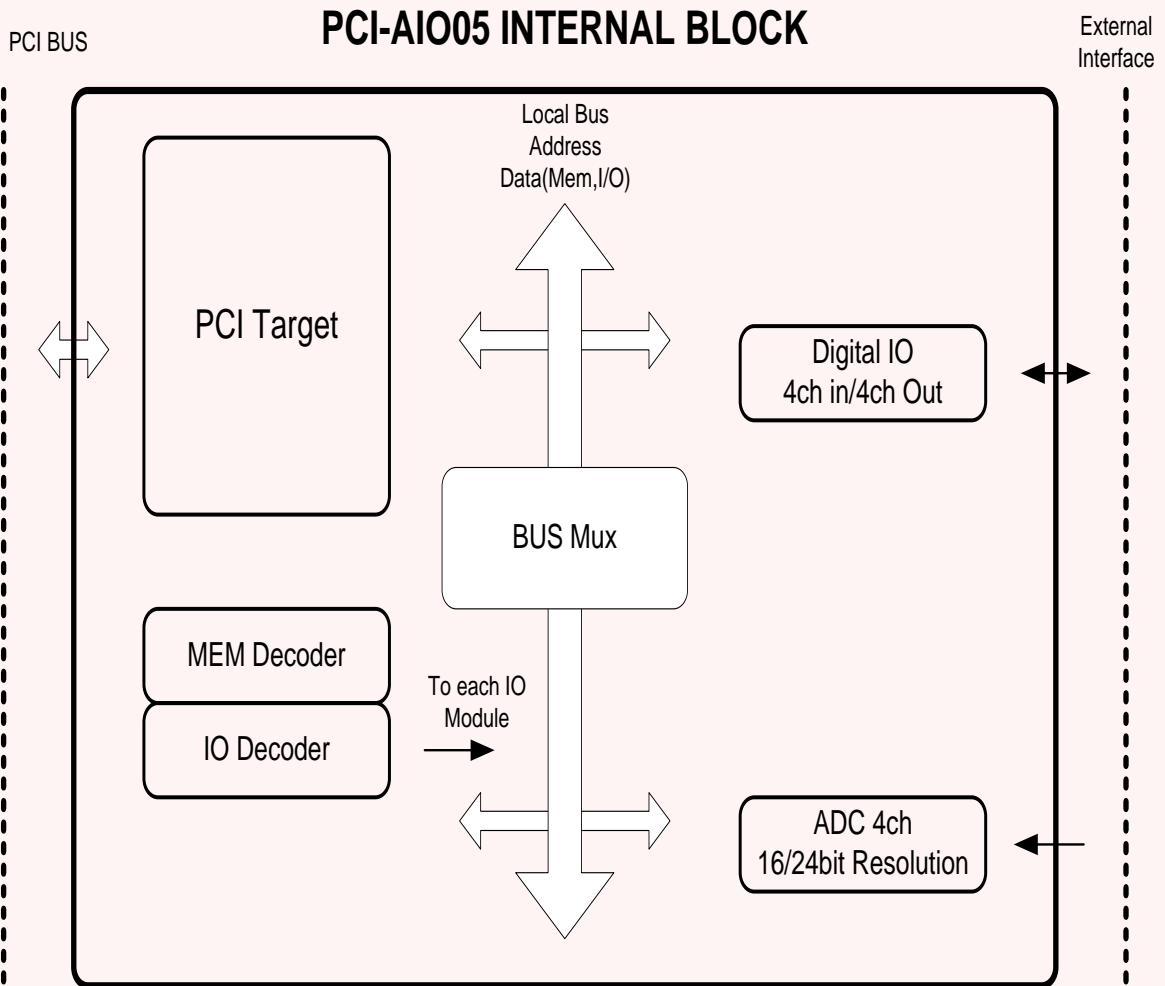 PCI-AIO05 INTERNAL BLOCK
PCI BUS
External
Interface
Local Bus
Address
Data(Mem,I/O)
PCI Target
Digital IO
4ch in/4ch Out
BUS Mux
MEM Decoder
To each IO
Module
IO Decoder
ADC 4ch
16/24bit Resolution